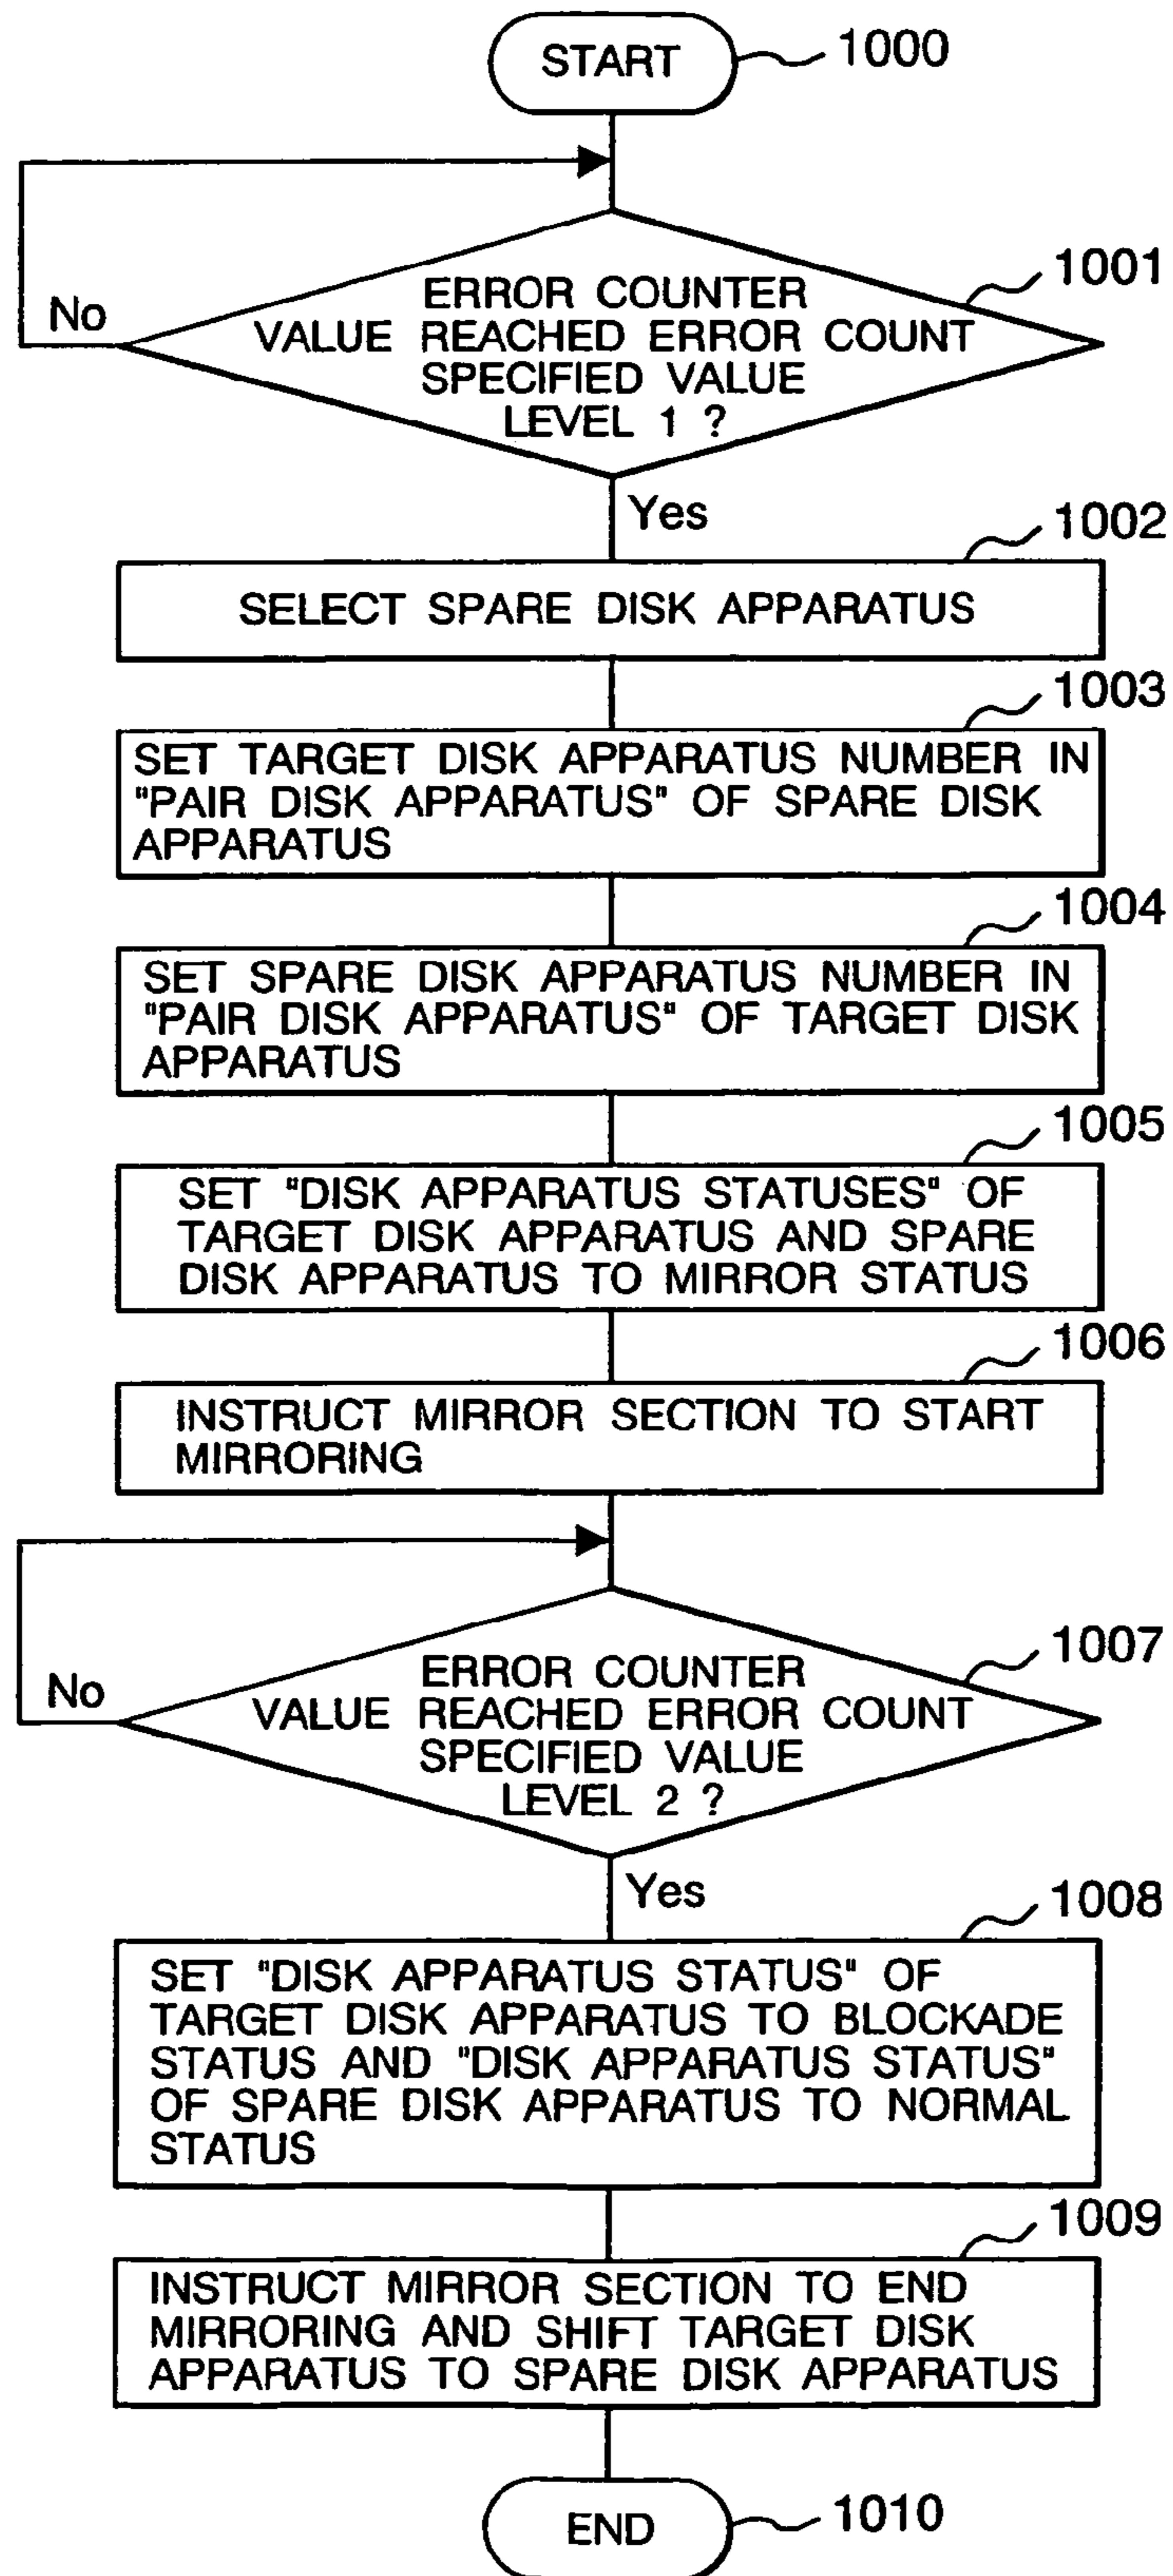 START
1000
1001
ERROR COUNTER
VALUE REACHED ERROR COUNT
SPECIFIED VALUE
LEVEL 1 ?
No
Yes
1002
SELECT SPARE DISK APPARATUS
1003
SET TARGET DISK APPARATUS NUMBER IN
"PAIR DISK APPARATUS" OF SPARE DISK
APPARATUS
1004
SET SPARE DISK APPARATUS NUMBER IN
"PAIR DISK APPARATUS" OF TARGET DISK
APPARATUS
1005
SET "DISK APPARATUS STATUSES" OF
TARGET DISK APPARATUS AND SPARE
DISK APPARATUS TO MIRROR STATUS
1006
INSTRUCT MIRROR SECTION TO START
MIRRORING
1007
ERROR COUNTER
VALUE REACHED ERROR COUNT
SPECIFIED VALUE
LEVEL 2 ?
No
Yes
1008
SET "DISK APPARATUS STATUS" OF
TARGET DISK APPARATUS TO BLOCKADE
STATUS AND "DISK APPARATUS STATUS"
OF SPARE DISK APPARATUS TO NORMAL
STATUS
1009
INSTRUCT MIRROR SECTION TO END
MIRRORING AND SHIFT TARGET DISK
APPARATUS TO SPARE DISK APPARATUS
END
1010